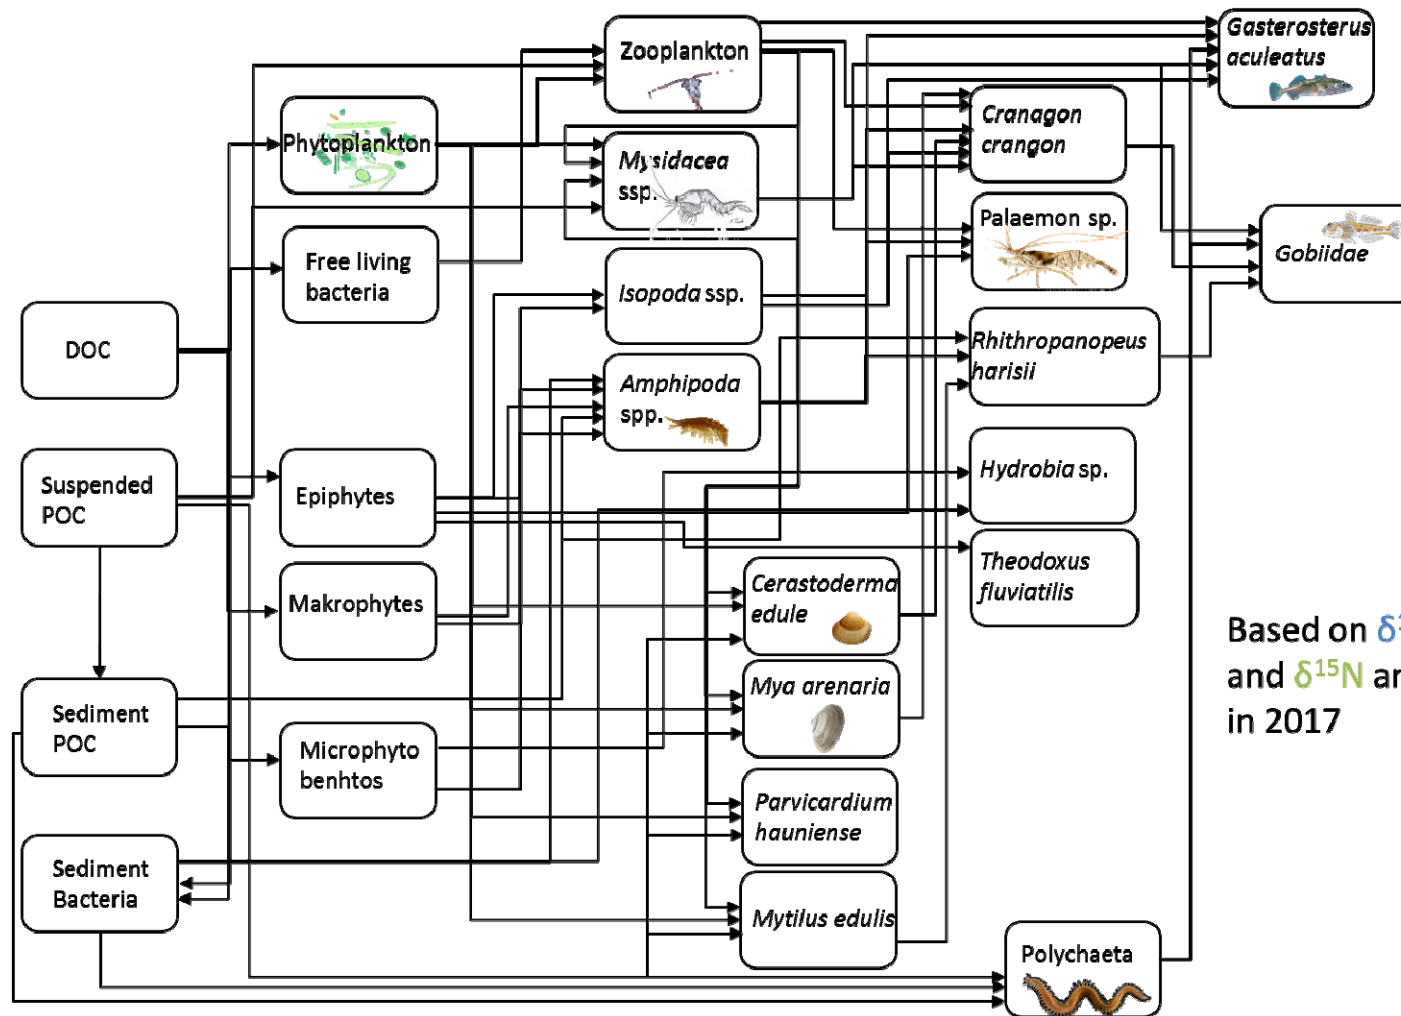 Zooplankton
Gasterosterus
aculeatus
Phytoplankton
Mysidacea
ssp.
Cranagon
crangon
Palaemon sp.
Gobiidae
Free living
bacteria
Isopoda ssp.
DOC
Rhithropanopeus
harisii
Amphipoda
spp.
Suspended
POC
Epiphytes
Hydrobia sp.
Theodoxus
fluviatilis
Makrophytes
Cerastoderma
edule
Based on δ
and δ¹⁵N
in 2017
Sediment
POC
Mya arenaria
Microphyto
benhtos
Parvicardium
hauniense
Sediment
Bacteria
Mytilus edulis
Polychaeta